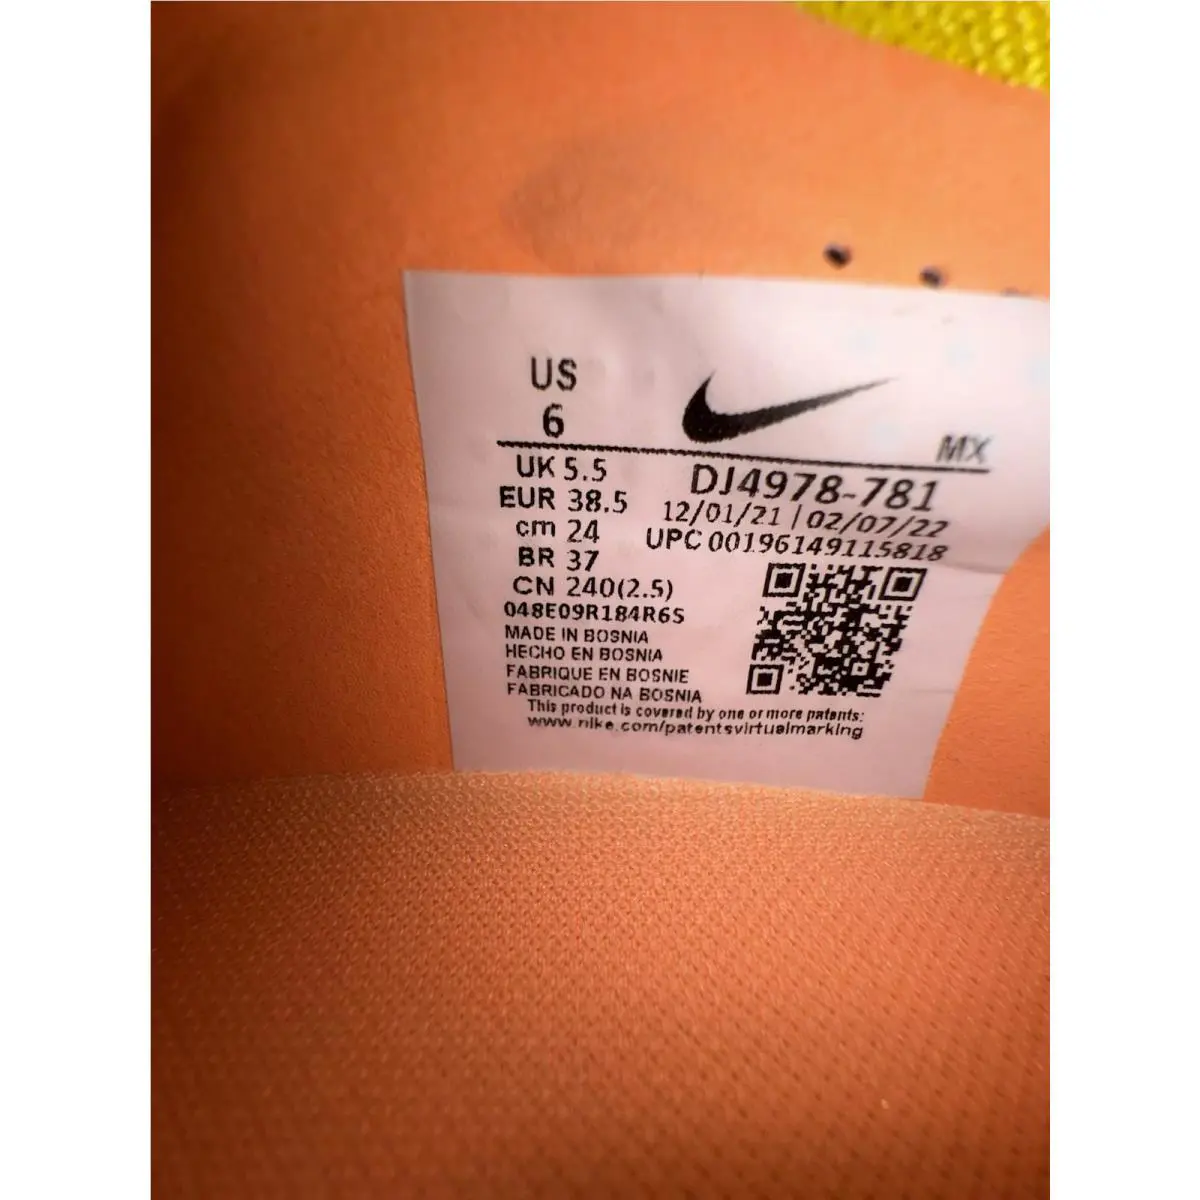 US
6
MX
UK 5.5
EUR 38.5
cm 24
BR 37
CN 240(2.5)
DJ4978-781
12/01/21 | 02/07/22
UPC 00196149115818
048E09R184R6S
MADE IN BOSNIA
HECHO EN BOSNIA
FABRIQUE EN BOSNIE
FABRICADO NA BOSNIA
This product is covered by one or more patents:
www.nike.com/patentsvirtualmarking